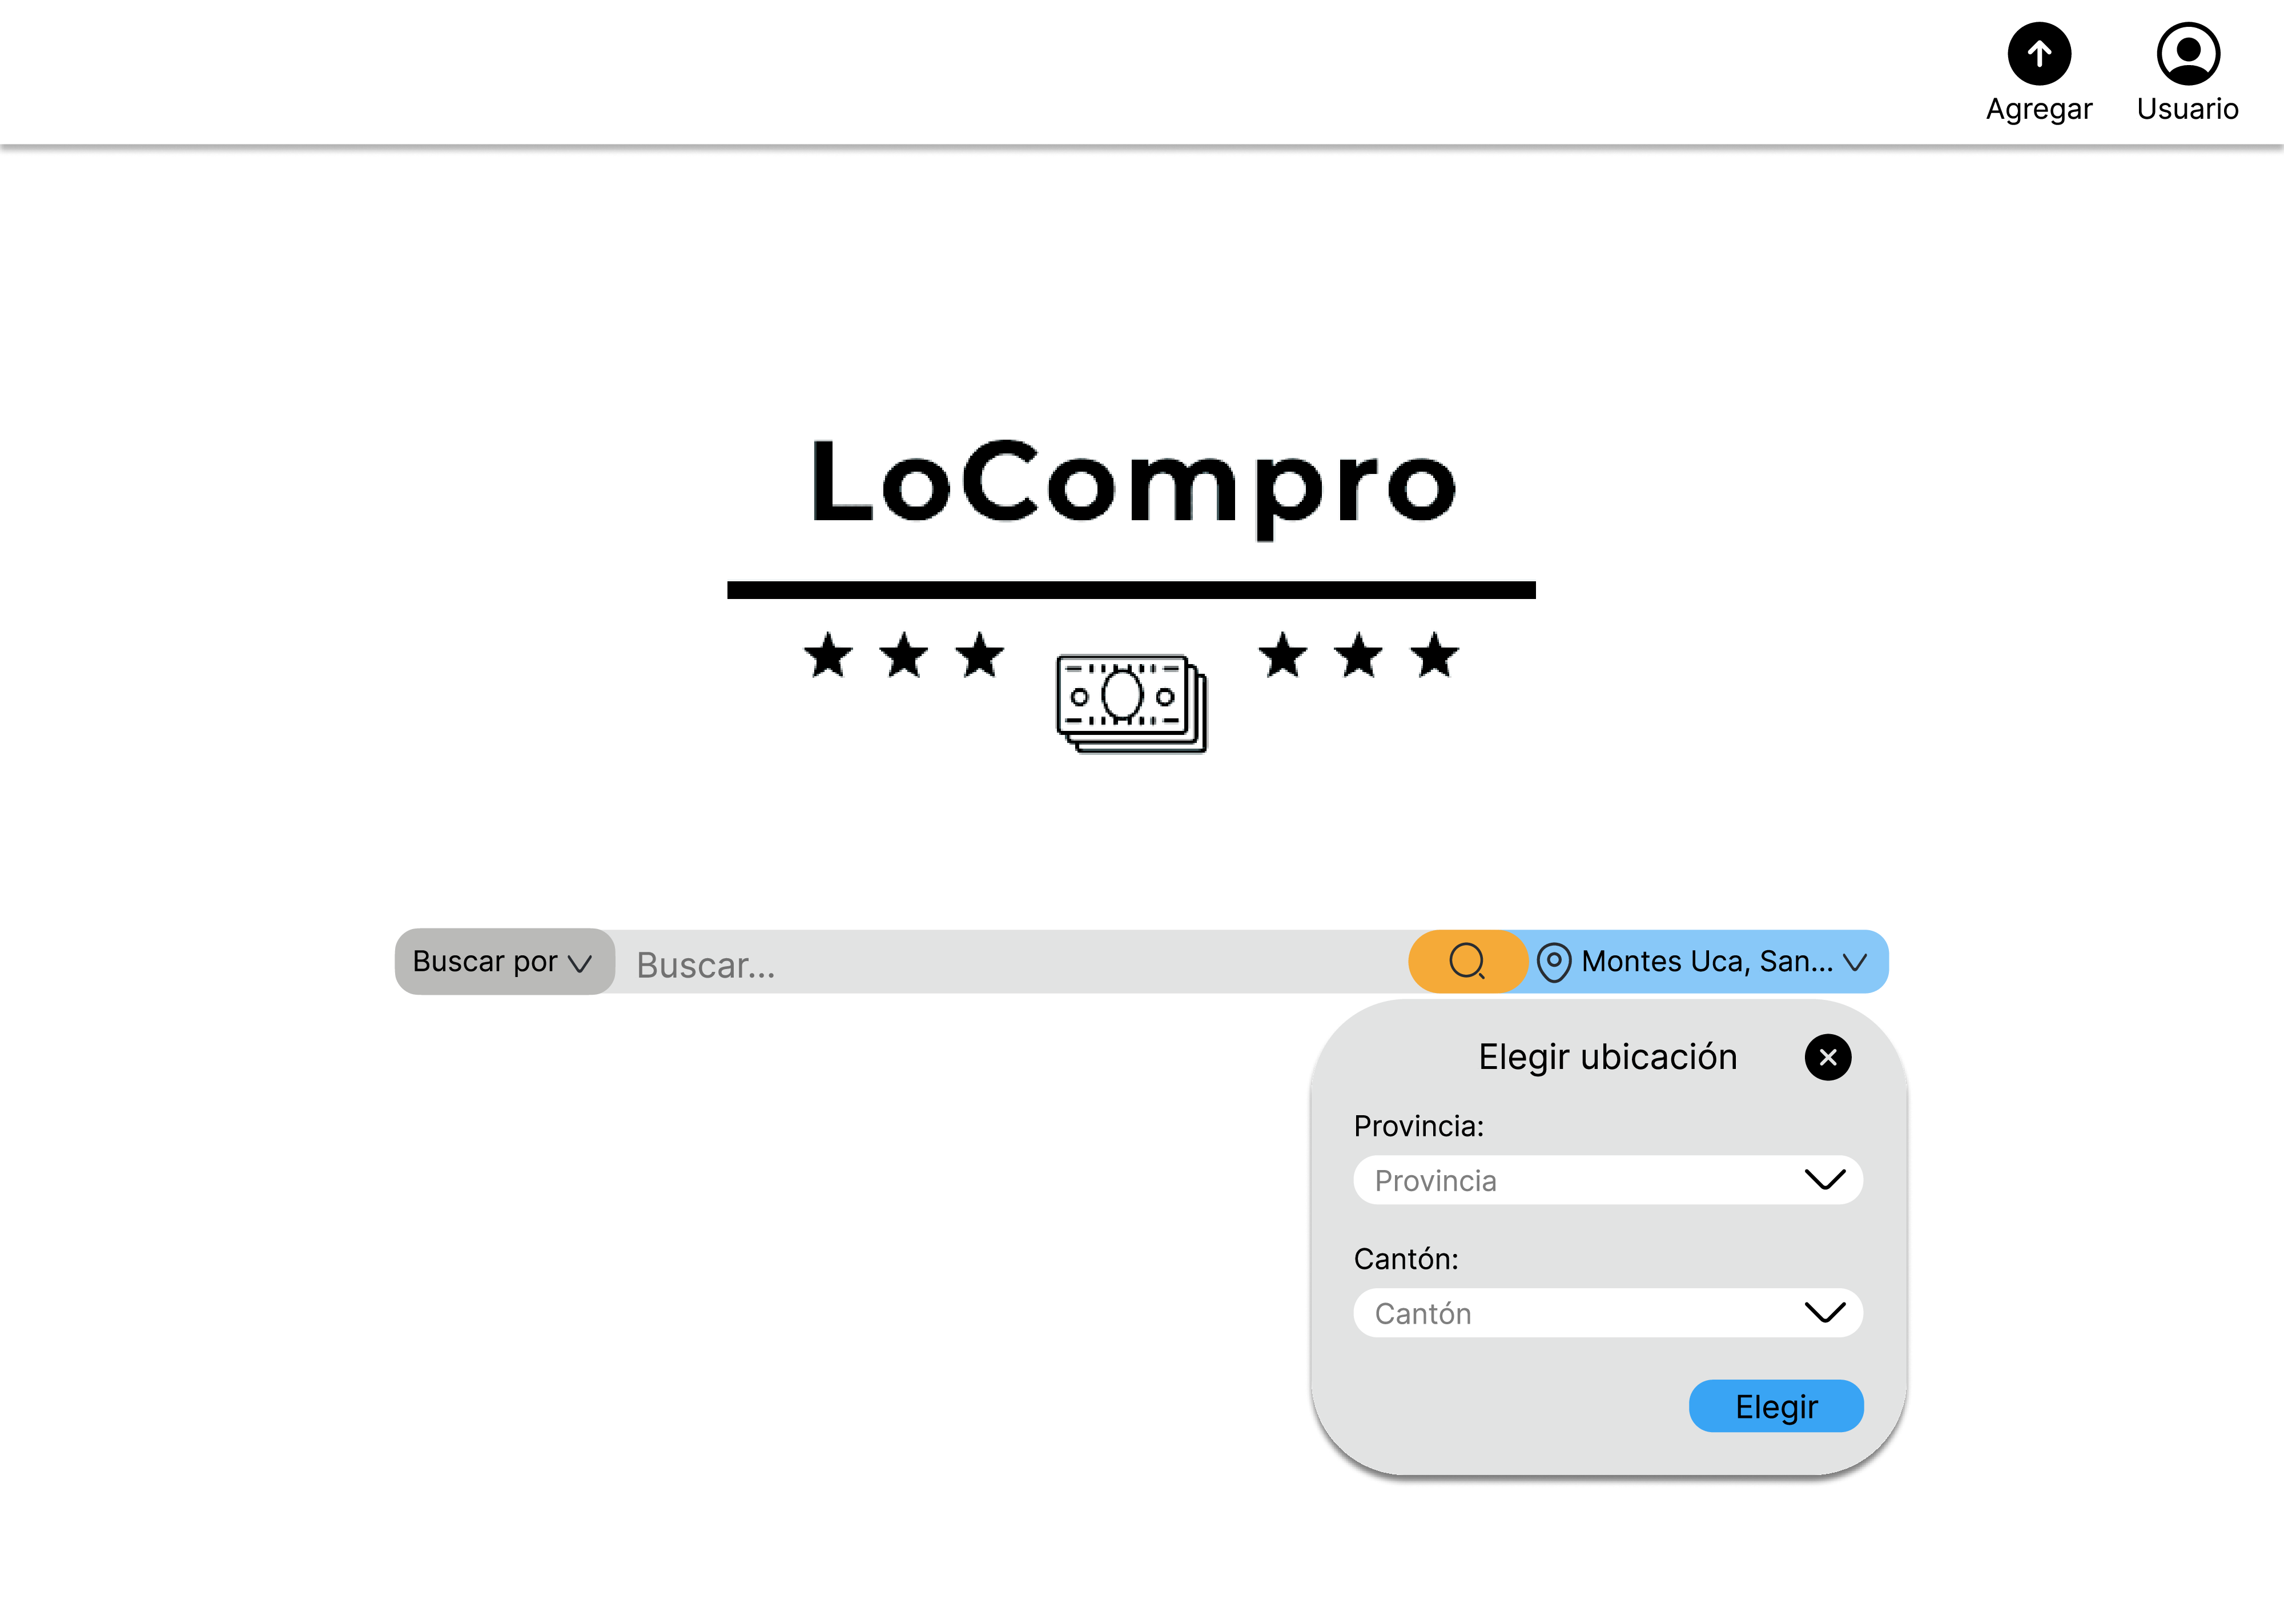 Agregar
Usuario
LoCompro
Buscar por
Buscar...
Montes Uca, San...
Elegir ubicación
Provincia:
Provincia
Cantón:
Cantón
Elegir